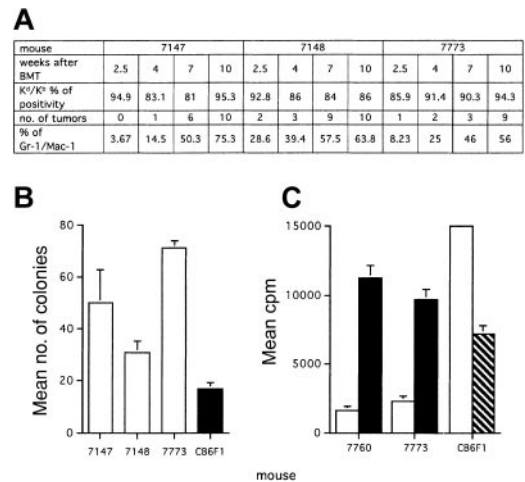 A
mouse 7147 7148 7773
weeks after BMT 2.5 4 7 10 2.5 4 7 10 2.5 4 7 10
Kᵈ/Kᵇ % of positivity 94.9 83.1 81 95.3 92.8 86 84 86 85.9 91.4 90.3 94.3
no. of tumors 0 1 6 10 2 3 9 10 1 2 3 9
% of Gr-1/Mac-1 3.67 14.5 50.3 75.3 28.6 39.4 57.5 63.8 8.23 25 46 56
B
Mean no. of colonies
80
60
40
20
0
7147 7148 7773 CB6F1
C
Mean cpm
15000
10000
5000
0
7760 7773 CB6F1
mouse